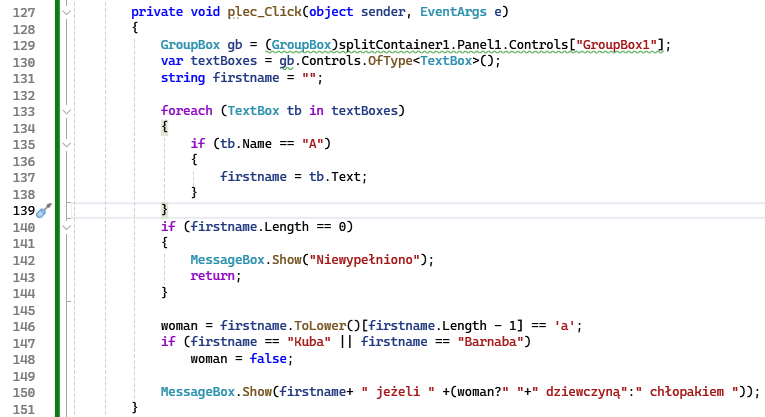 127 private void plec_Click(object sender, EventArgs e)
128 {
129 GroupBox gb = (GroupBox)splitContainer1.Panel1.Controls["GroupBox1"];
130 var textBoxes = gb.Controls.OfType<TextBox>();
131 string firstname = "";
132
133 foreach (TextBox tb in textBoxes)
134 {
135 if (tb.Name == "A")
136 {
137 firstname = tb.Text;
138 }
139 }
140 if (firstname.Length == 0)
141 {
142 MessageBox.Show("Niewypełniono");
143 return;
144 }
145
146 woman = firstname.ToLower()[firstname.Length - 1] == 'a';
147 if (firstname == "Kuba" || firstname == "Barnaba")
148 woman = false;
149
150 MessageBox.Show(firstname+ " jeżeli " +(woman?" "+" dziewczyną":" chłopakiem "));
151 }